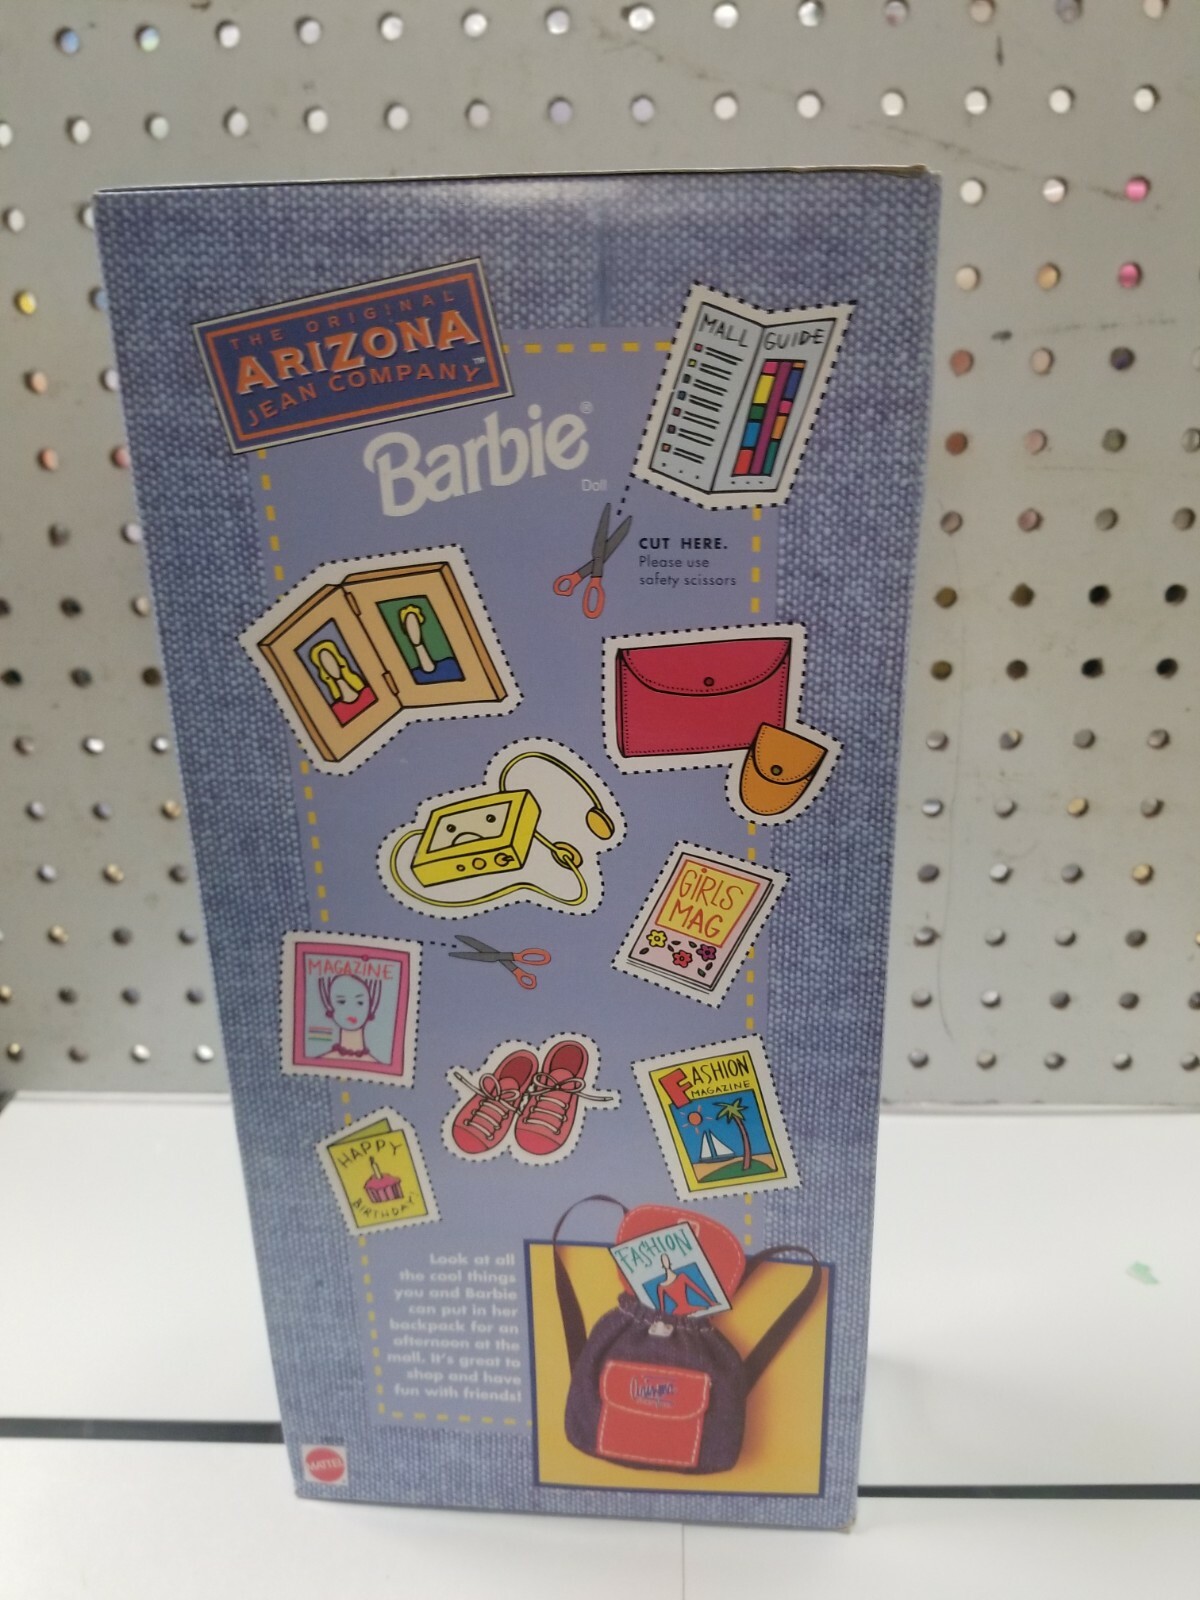 THE ORIGINAL
ARIZONA
JEAN COMPANY™
Barbie®
Doll
MALL GUIDE
CUT HERE.
Please use
safety scissors
GIRLS
MAG
MAGAZINE
FASHION
MAGAZINE
HAPPY
BIRTHDAY
Look at all
the cool things
you and Barbie
can put in her
backpack for an
afternoon at the
mall. It's great to
shop and have
fun with friends!
FASHION
Arizona
MATTEL